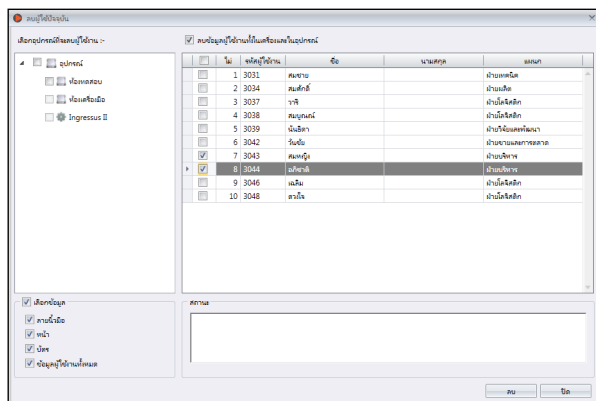 ลบผู้ใช้ปัจจุบัน
เลือกอุปกรณ์ที่จะลบผู้ใช้งาน :-
ลบข้อมูลผู้ใช้งานทั้งในเครื่องและในอุปกรณ์
อุปกรณ์
ห้องทดสอบ
ห้องเครื่องมือ
Ingressus II
ไม่ รหัสผู้ใช้งาน ชื่อ นามสกุล แผนก
1 3031 สมชาย ฝ่ายเทคนิค
2 3034 สมศักดิ์ ฝ่ายผลิต
3 3037 วารี ฝ่ายโลจิสติก
4 3038 สมบูรณ์ ฝ่ายโลจิสติก
5 3039 นันธิดา ฝ่ายวิจัยและพัฒนา
6 3042 วันชัย ฝ่ายขายและการตลาด
7 3043 สมหญิง ฝ่ายบริหาร
8 3044 อภิชาติ ฝ่ายบริหาร
9 3046 เฉลิม ฝ่ายโลจิสติก
10 3048 ดวงใจ ฝ่ายโลจิสติก
เลือกข้อมูล
ลายนิ้วมือ
หน้า
บัตร
ข้อมูลผู้ใช้งานทั้งหมด
สถานะ
ลบ ปิด